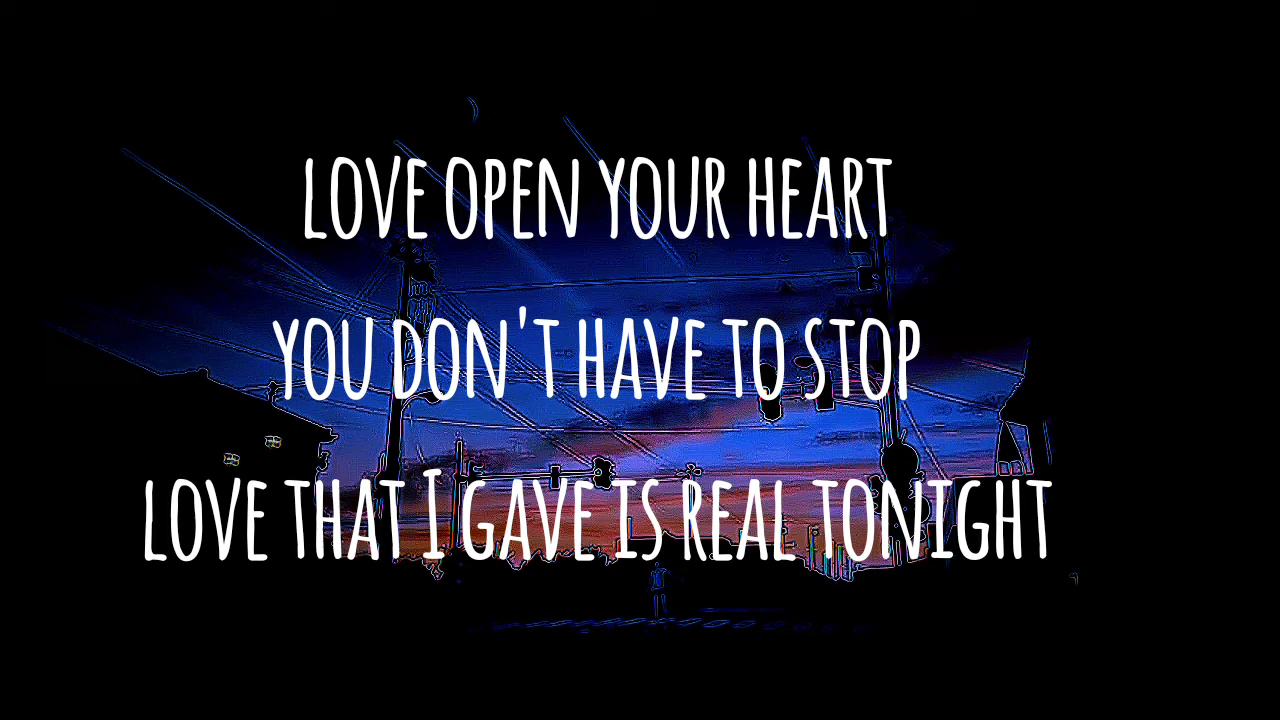 LOVE OPEN YOUR HEART
YOU DON'T HAVE TO STOP
LOVE THAT I GAVE IS REAL TONIGHT